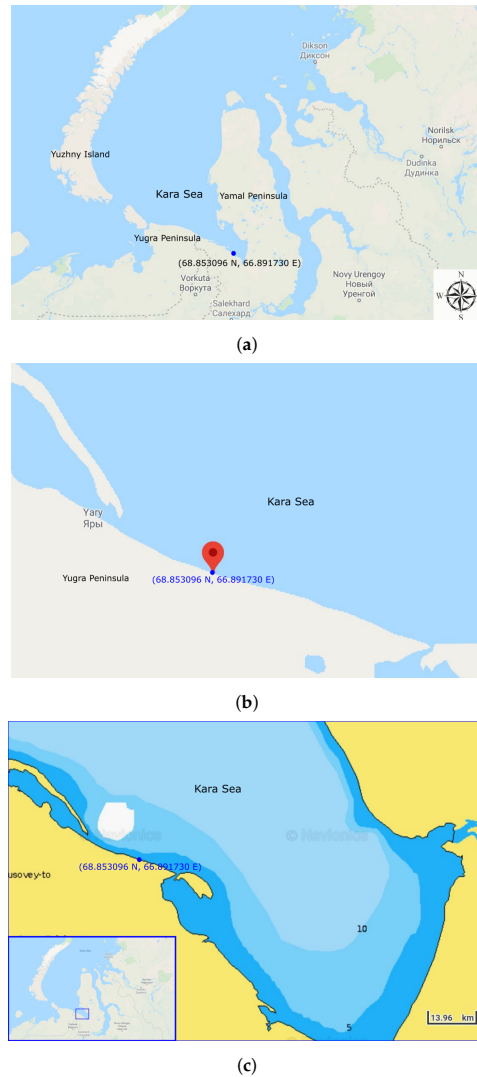 Dikson
Диксон
Norilsk
Норильск
Yuzhny Island
Dudinka
Дудинка
Kara Sea
Yamal Peninsula
Yugra Peninsula
(68.853096 N, 66.891730 E)
Vorkuta
Воркута
Novy Urengoy
Новый
Уренгой
Salekhard
Салехард
N
W
E
S
(a)
Kara Sea
Yary
Яры
Yugra Peninsula
(68.853096 N, 66.891730 E)
(b)
Kara Sea
Navionics
© Navionics
(68.853096 N, 66.891730 E)
usovey-to
10
13.96 km
5
(c)